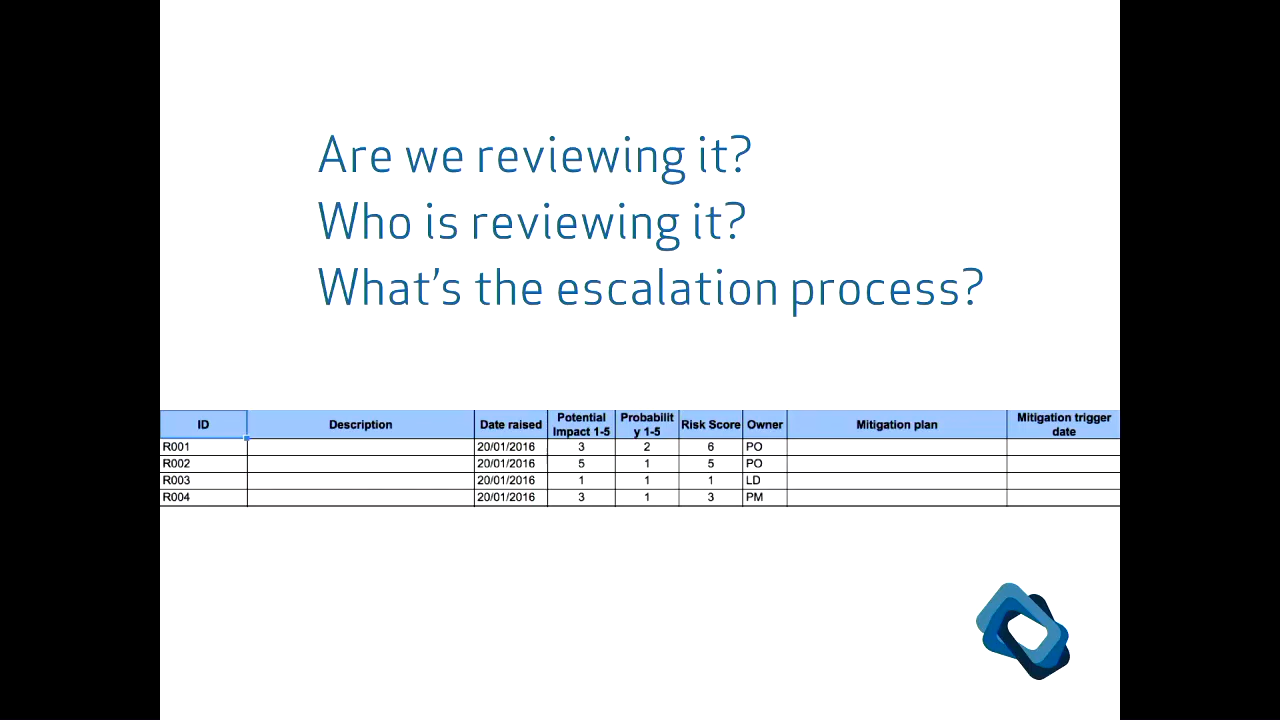 Are we reviewing it?
Who is reviewing it?
What's the escalation process?
ID Description Date raised Potential Impact 1-5 Probability 1-5 Risk Score Owner Mitigation plan Mitigation trigger date
R001 20/01/2016 3 2 6 PO
R002 20/01/2016 5 1 5 PO
R003 20/01/2016 1 1 1 LD
R004 20/01/2016 3 1 3 PM